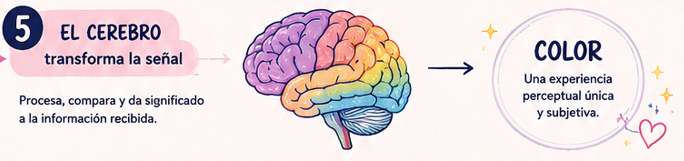 5
EL CEREBRO
transforma la señal
Procesa, compara y da significado
a la información recibida.
COLOR
Una experiencia
perceptual única
y subjetiva.